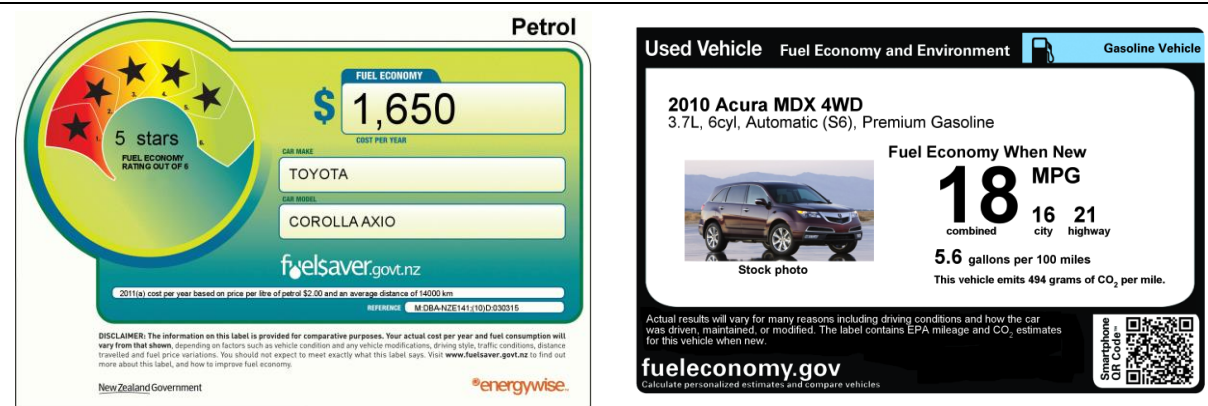 Petrol
FUEL ECONOMY
$ 1,650
COST PER YEAR
1.
2.
3.
4.
5.
6.
5 stars
FUEL ECONOMY
RATING OUT OF 6
CAR MAKE
TOYOTA
CAR MODEL
COROLLA AXIO
fuelsaver.govt.nz
2011(a) cost per year based on price per litre of petrol $2.00 and an average distance of 14000 km
REFERENCE M:DBA-NZE141;(10)D:030315
DISCLAIMER: The information on this label is provided for comparative purposes. Your actual cost per year and fuel consumption will
vary from that shown, depending on factors such as vehicle condition and any vehicle modifications, driving style, traffic conditions, distance
travelled and fuel price variations. You should not expect to meet exactly what this label says. Visit www.fuelsaver.govt.nz to find out
more about this label, and how to improve fuel economy.
New Zealand Government
energywise™
Used Vehicle Fuel Economy and Environment
Gasoline Vehicle
2010 Acura MDX 4WD
3.7L, 6cyl, Automatic (S6), Premium Gasoline
Fuel Economy When New
18 MPG
16 21
combined city highway
5.6 gallons per 100 miles
This vehicle emits 494 grams of CO₂ per mile.
Stock photo
Actual results will vary for many reasons including driving conditions and how the car
was driven, maintained, or modified. The label contains EPA mileage and CO₂ estimates
for this vehicle when new.
fueleconomy.gov
Calculate personalized estimates and compare vehicles
Smartphone
QR Code™